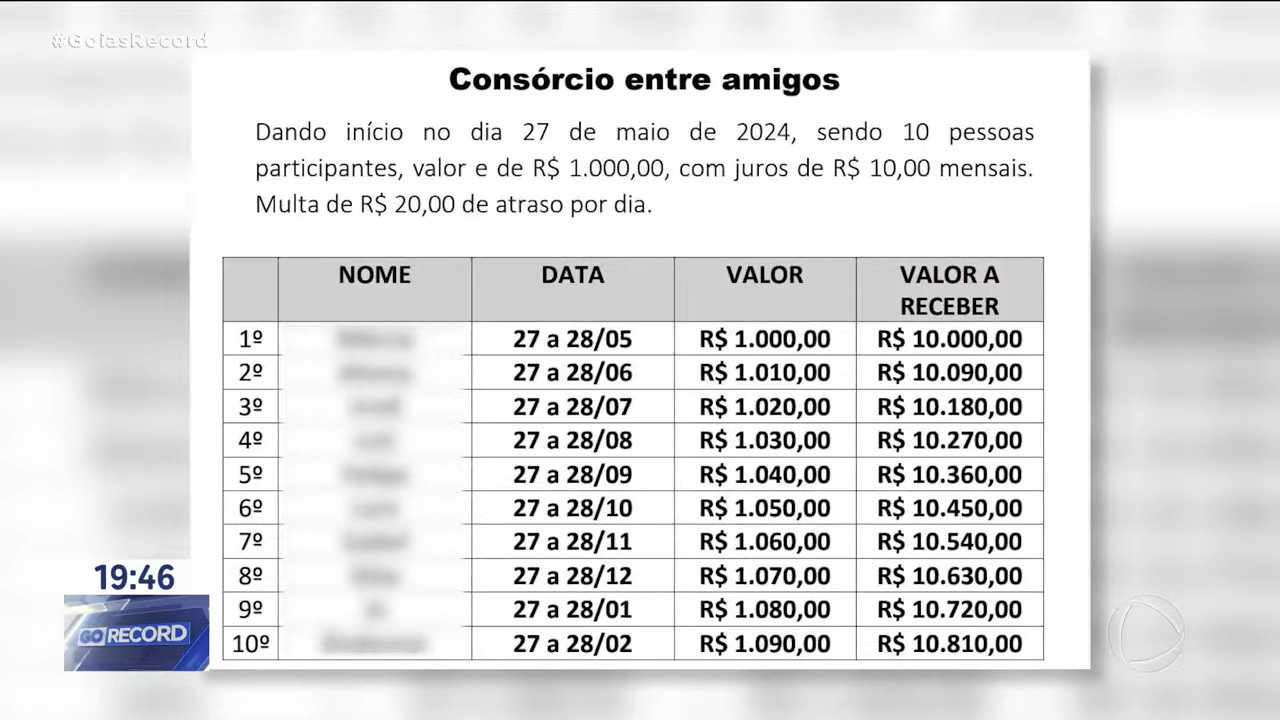 #GoiasRecord
Consórcio entre amigos
Dando início no dia 27 de maio de 2024, sendo 10 pessoas
participantes, valor e de R$ 1.000,00, com juros de R$ 10,00 mensais.
Multa de R$ 20,00 de atraso por dia.
NOME DATA VALOR VALOR A
RECEBER
1º 27 a 28/05 R$ 1.000,00 R$ 10.000,00
2º 27 a 28/06 R$ 1.010,00 R$ 10.090,00
3º 27 a 28/07 R$ 1.020,00 R$ 10.180,00
4º 27 a 28/08 R$ 1.030,00 R$ 10.270,00
5º 27 a 28/09 R$ 1.040,00 R$ 10.360,00
6º 27 a 28/10 R$ 1.050,00 R$ 10.450,00
7º 27 a 28/11 R$ 1.060,00 R$ 10.540,00
8º 27 a 28/12 R$ 1.070,00 R$ 10.630,00
9º 27 a 28/01 R$ 1.080,00 R$ 10.720,00
10º 27 a 28/02 R$ 1.090,00 R$ 10.810,00
19:46
GO RECORD